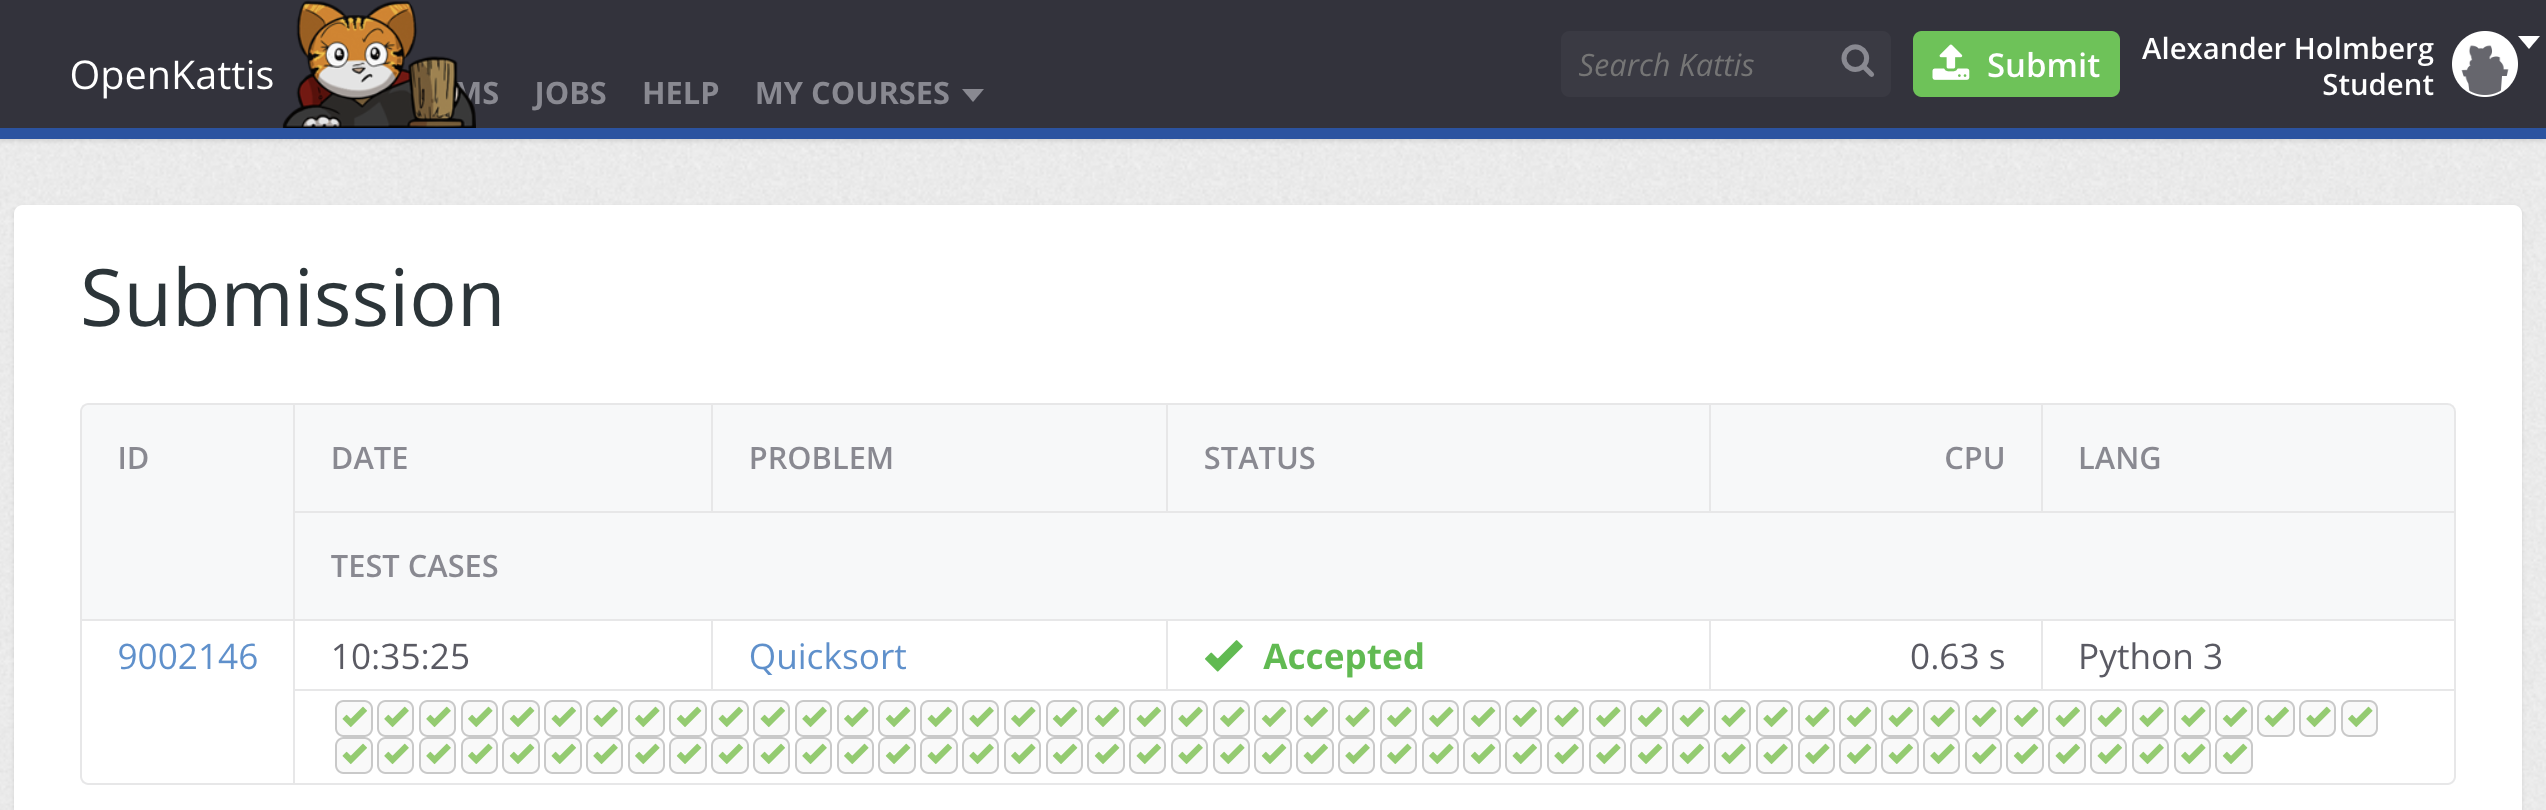 OpenKattis
MS JOBS HELP MY COURSES
Search Kattis
Submit
Alexander Holmberg
Student
Submission
ID DATE PROBLEM STATUS CPU LANG
TEST CASES
9002146 10:35:25 Quicksort Accepted 0.63 s Python 3